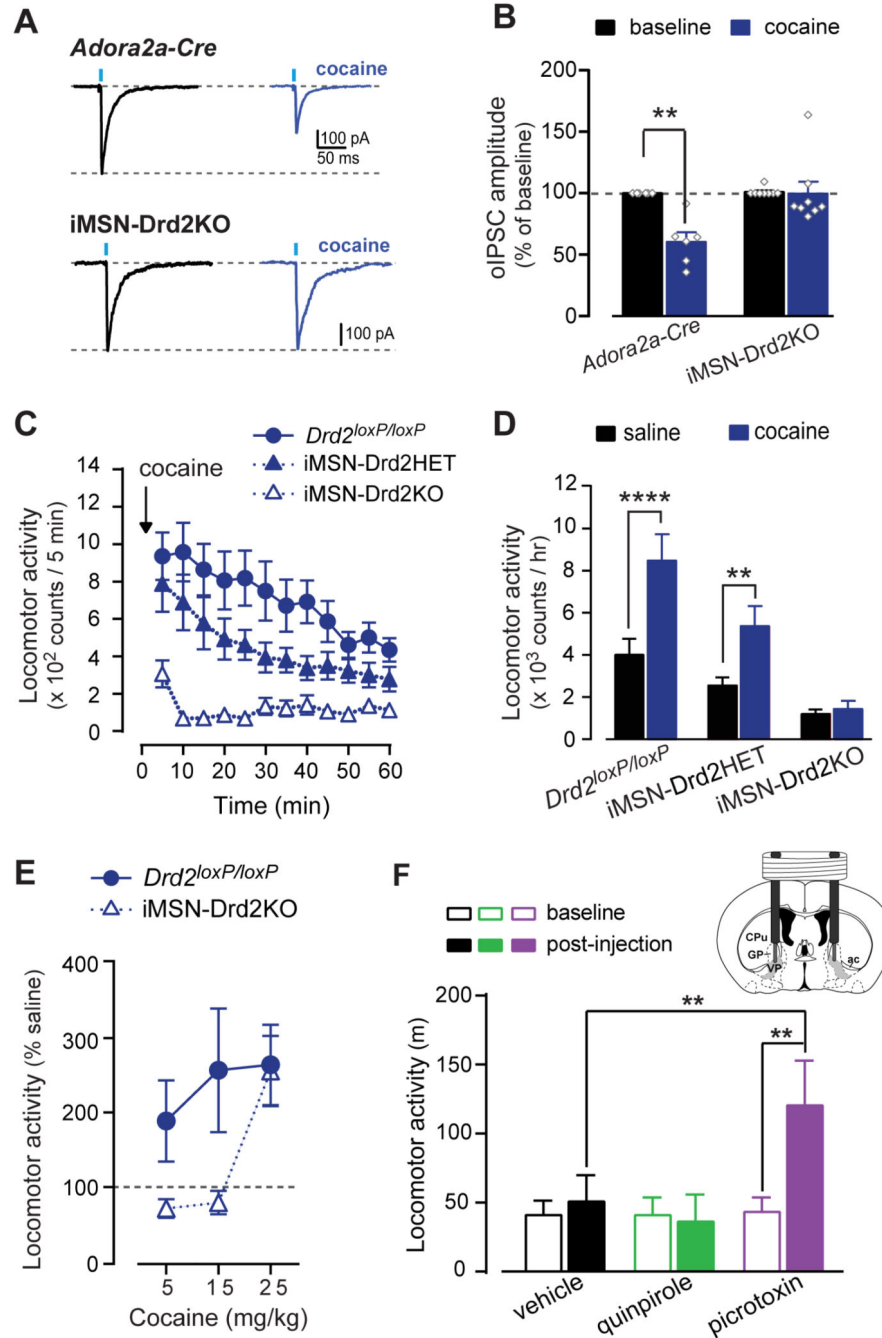 A
Adora2a-Cre
cocaine
100 pA
50 ms
iMSN-Drd2KO
cocaine
100 pA
B
baseline cocaine
oIPSC amplitude
(% of baseline)
200
100
50
0
**
Adora2a-Cre
iMSN-Drd2KO
C
Drd2loxP/loxP
iMSN-Drd2HET
iMSN-Drd2KO
cocaine
Locomotor activity
(x 102 counts / 5 min)
14
12
10
8
6
4
2
0
0 10 20 30 40 50 60
Time (min)
D
saline cocaine
Locomotor activity
(x 103 counts / hr)
12
10
8
6
4
2
0
****
**
Drd2loxP/loxP
iMSN-Drd2HET
iMSN-Drd2KO
E
Drd2loxP/loxP
iMSN-Drd2KO
Locomotor activity (% saline)
400
300
200
100
0
5 15 25
Cocaine (mg/kg)
F
baseline
post-injection
CPu
GP
VP
ac
Locomotor activity (m)
200
150
100
50
0
**
**
vehicle
quinpirole
picrotoxin